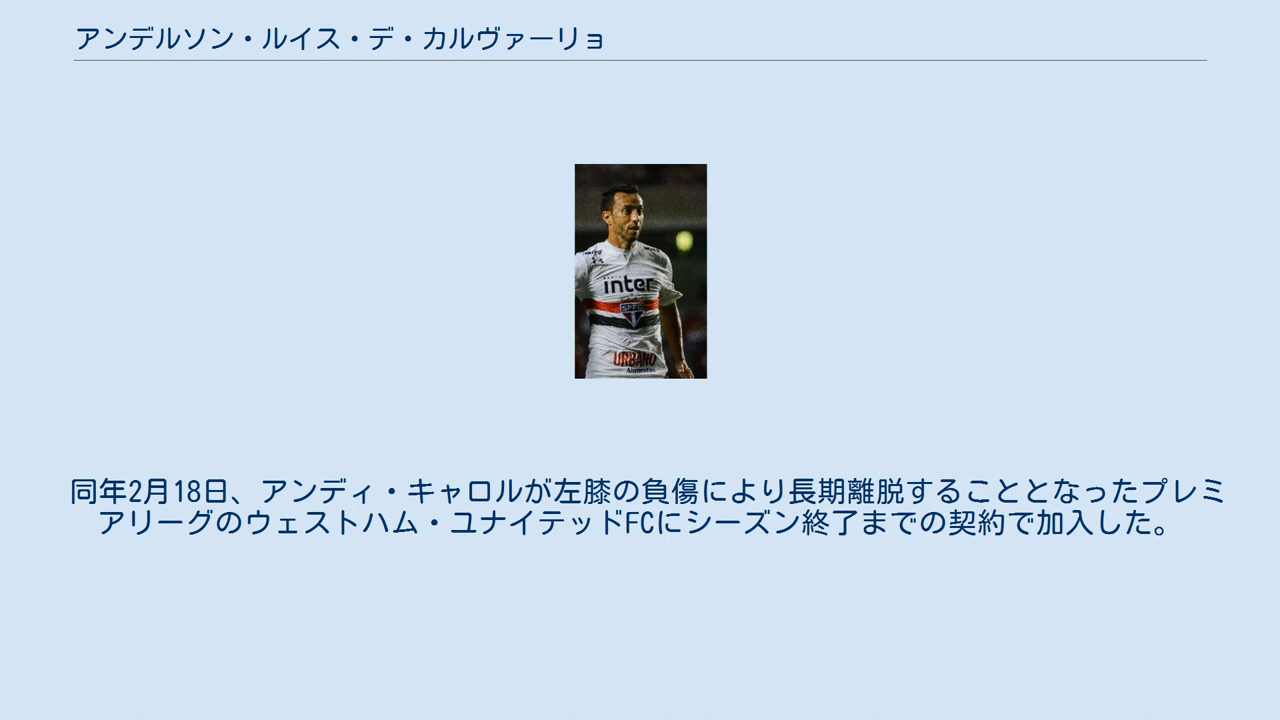 アンデルソン・ルイス・デ・カルヴァーリョ
inter
SPFC
URBANO
Alimentos
同年2月18日、アンディ・キャロルが左膝の負傷により長期離脱することとなったプレミ
アリーグのウェストハム・ユナイテッドFCにシーズン終了までの契約で加入した。